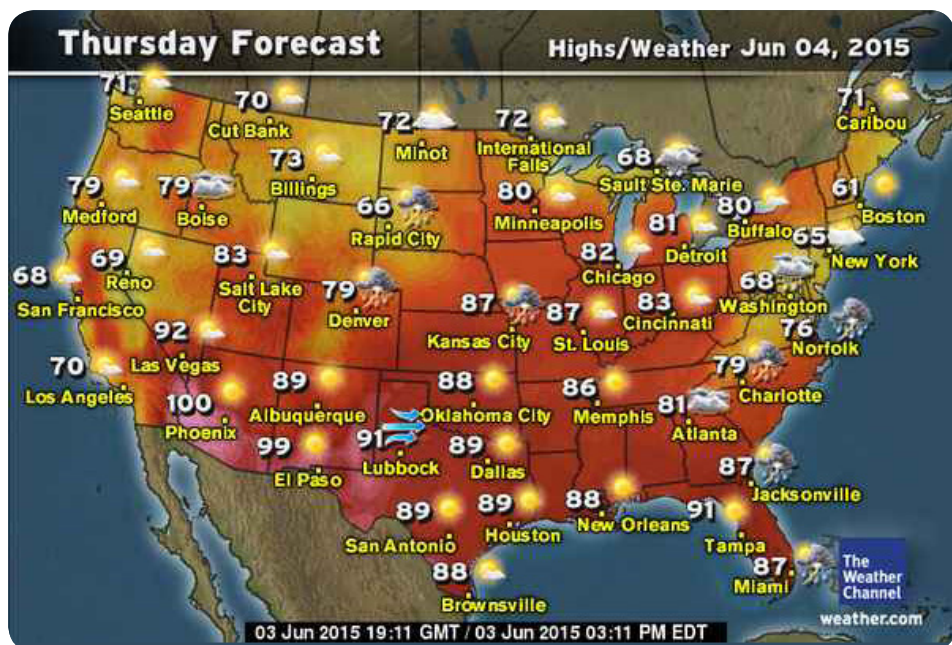 Thursday Forecast
Highs/Weather Jun 04, 2015
71
Seattle
70
Cut Bank
72
Minot
72
International
Falls
71
Caribou
68
Sault Ste. Marie
79
Medford
79
Boise
73
Billings
66
Rapid City
80
Minneapolis
81
Detroit
80
Buffalo
61
Boston
65
New York
68
San Francisco
69
Reno
83
Salt Lake
City
79
Denver
82
Chicago
87
Kansas City
87
St. Louis
83
Cincinnati
68
Washington
76
Norfolk
92
Las Vegas
70
Los Angeles
100
Phoenix
89
Albuquerque
88
Oklahoma City
86
Memphis
79
Charlotte
81
Atlanta
99
El Paso
91
Lubbock
89
Dallas
87
Jacksonville
89
San Antonio
89
Houston
88
New Orleans
91
Tampa
88
Brownsville
87
Miami
The
Weather
Channel
weather.com
03 Jun 2015 19:11 GMT / 03 Jun 2015 03:11 PM EDT